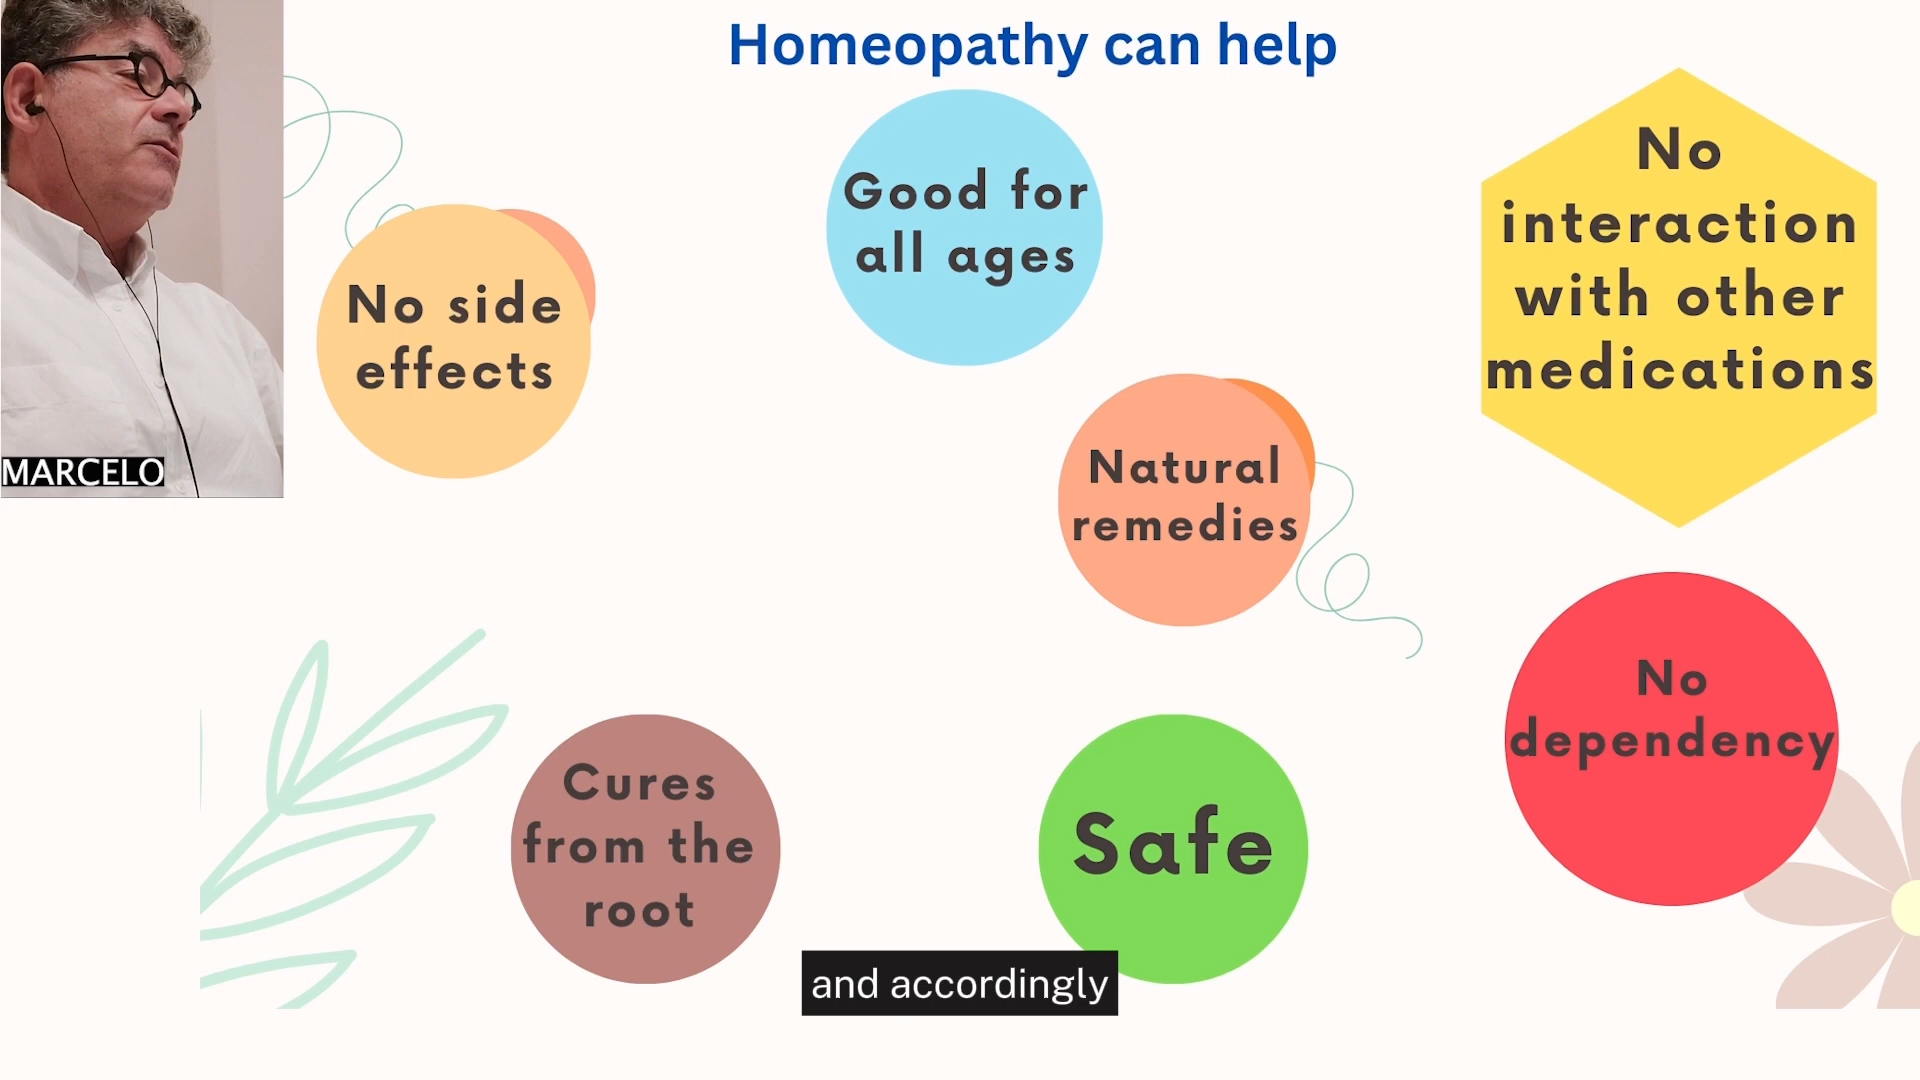 Homeopathy can help
MARCELO
No side
effects
Good for
all ages
No
interaction
with other
medications
Natural
remedies
No
dependency
Cures
from the
root
Safe
and accordingly